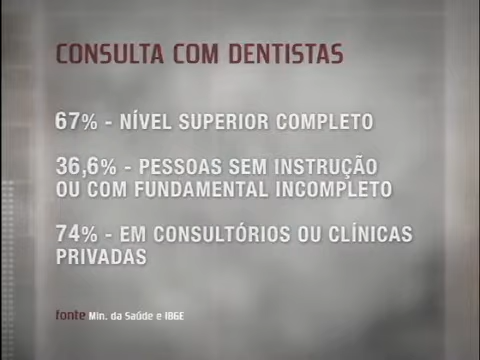 CONSULTA COM DENTISTAS
67% - NÍVEL SUPERIOR COMPLETO
36,6% - PESSOAS SEM INSTRUÇÃO
OU COM FUNDAMENTAL INCOMPLETO
74% - EM CONSULTÓRIOS OU CLÍNICAS
PRIVADAS
fonte Min. da Saúde e IBGE